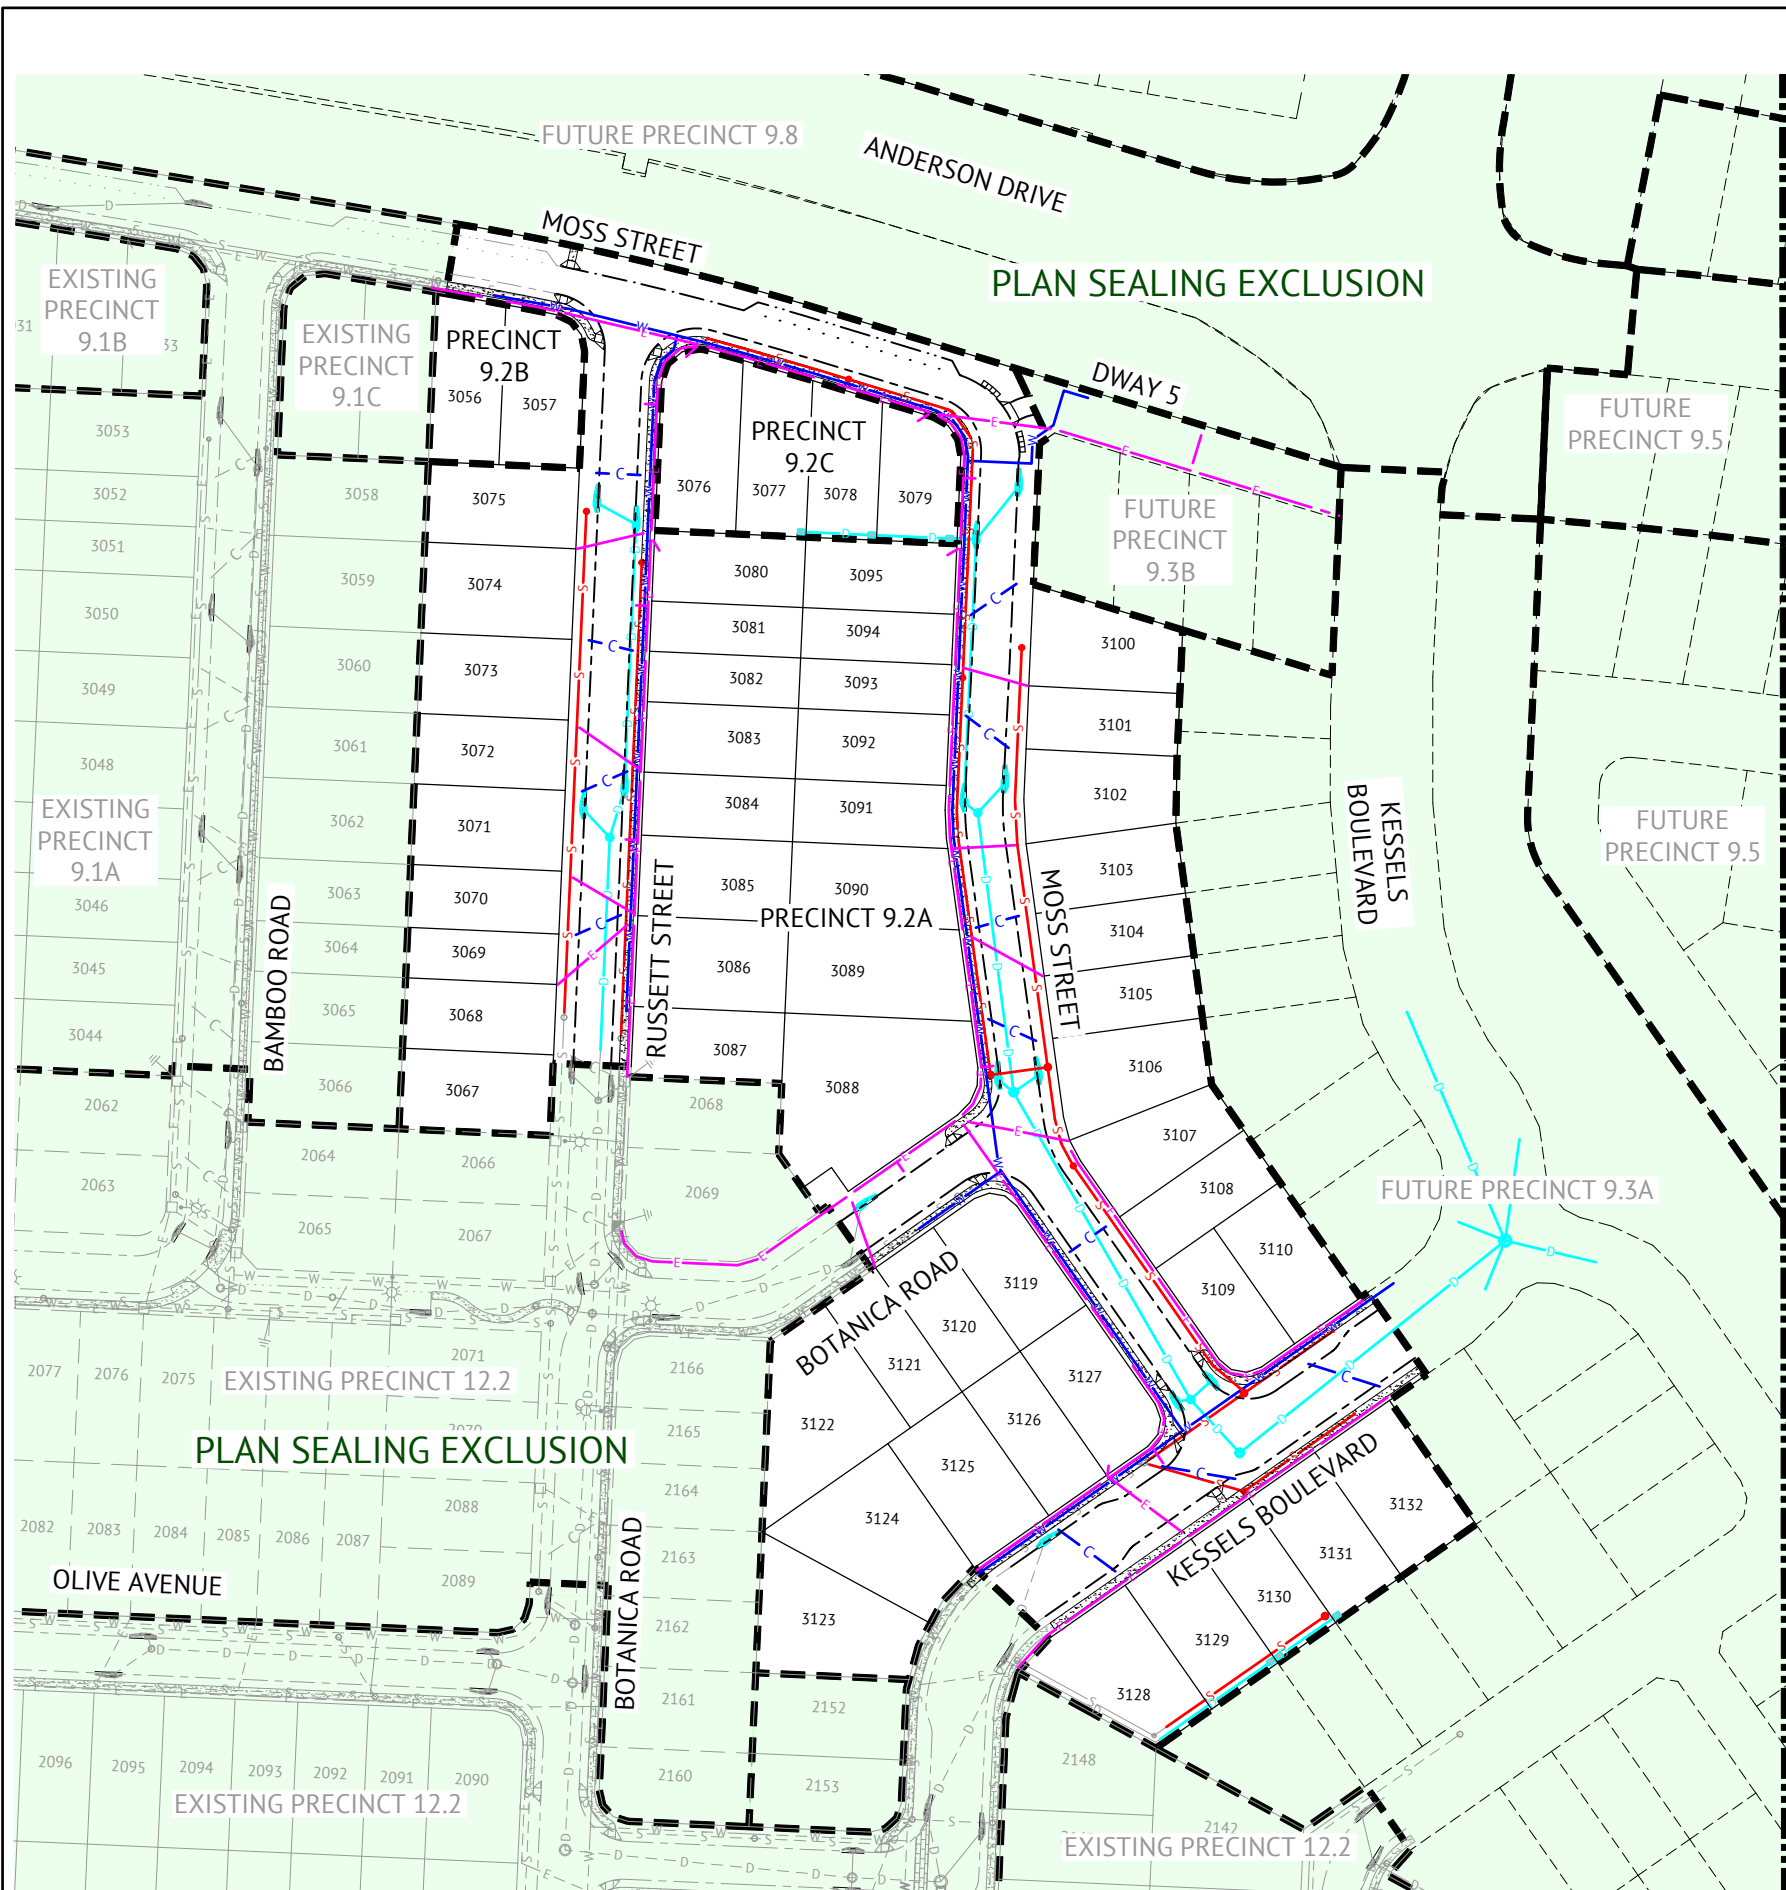 FUTURE PRECINCT 9.8
ANDERSON DRIVE
MOSS STREET
PLAN SEALING EXCLUSION
EXISTING
PRECINCT
9.1B
31
33
EXISTING
PRECINCT
9.1C
PRECINCT
9.2B
3056
3057
DWAY 5
FUTURE
PRECINCT 9.5
PRECINCT
9.2C
3076
3077
3078
3079
FUTURE
PRECINCT
9.3B
3053
3052
3051
3050
3049
3048
EXISTING
PRECINCT
9.1A
3046
3045
3044
3058
3059
3060
3061
3062
3063
3064
3065
3066
BAMBOO ROAD
3075
3074
3073
3072
3071
3070
3069
3068
3067
RUSSETT STREET
3080
3095
3081
3094
3082
3093
3083
3092
3084
3091
3085
3090
PRECINCT 9.2A
3086
3089
3087
3088
MOSS STREET
3100
3101
3102
3103
3104
3105
3106
3107
3108
3110
3109
KESSELS
BOULEVARD
FUTURE
PRECINCT 9.5
FUTURE PRECINCT 9.3A
2062
2063
2064
2066
2065
2067
2068
2069
BOTANICA ROAD
3119
3120
3121
3122
3127
3126
3125
3124
3123
2077
2076
2075
2071
EXISTING PRECINCT 12.2
PLAN SEALING EXCLUSION
2166
2165
2164
2163
2162
2161
2160
2088
2089
2082
2083
2084
2085
2086
2087
OLIVE AVENUE
BOTANICA ROAD
KESSELS BOULEVARD
3132
3131
3130
3129
3128
2152
2153
2148
2142
2096
2095
2094
2093
2092
2091
2090
EXISTING PRECINCT 12.2
EXISTING PRECINCT 12.2